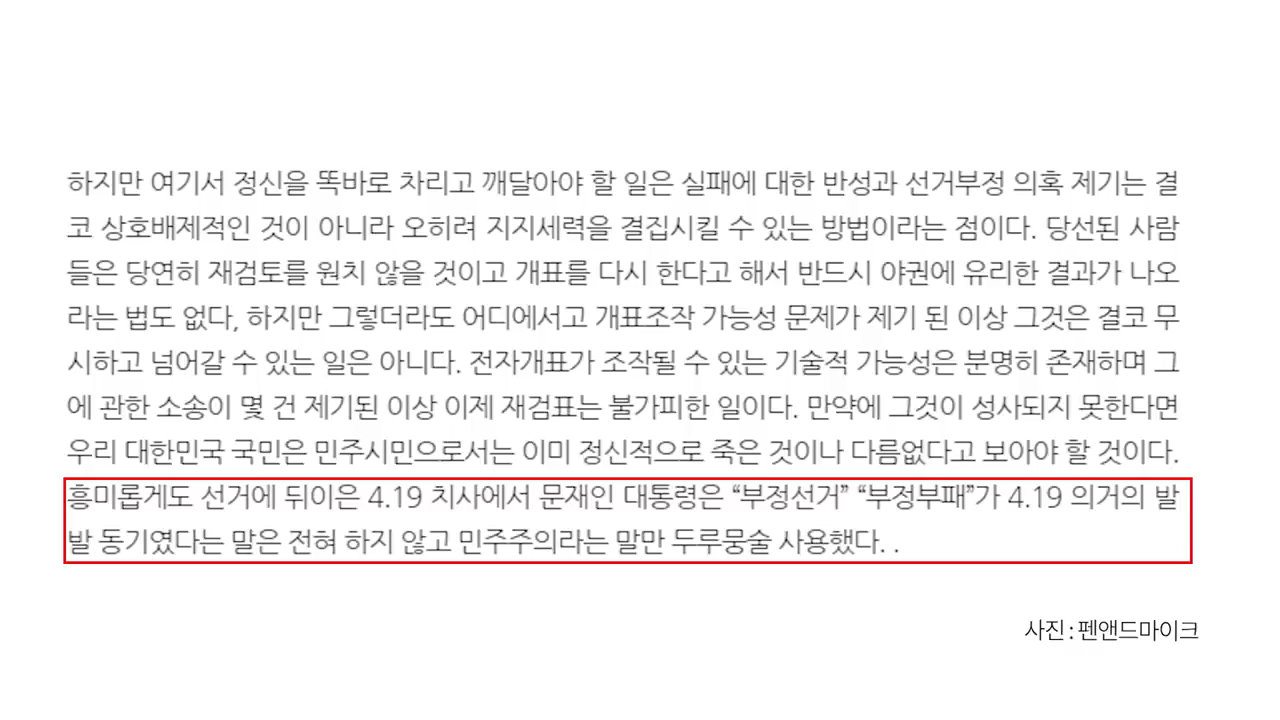 하지만 여기서 정신을 똑바로 차리고 깨달아야 할 일은 실패에 대한 반성과 선거부정 의혹 제기는 결
코 상호배제적인 것이 아니라 오히려 지지세력을 결집시킬 수 있는 방법이라는 점이다. 당선된 사람
들은 당연히 재검토를 원치 않을 것이고 개표를 다시 한다고 해서 반드시 야권에 유리한 결과가 나오
라는 법도 없다, 하지만 그렇더라도 어디에서고 개표조작 가능성 문제가 제기 된 이상 그것은 결코 무
시하고 넘어갈 수 있는 일은 아니다. 전자개표가 조작될 수 있는 기술적 가능성은 분명히 존재하며 그
에 관한 소송이 몇 건 제기된 이상 이제 재검표는 불가피한 일이다. 만약에 그것이 성사되지 못한다면
우리 대한민국 국민은 민주시민으로서는 이미 정신적으로 죽은 것이나 다름없다고 보아야 할 것이다.
흥미롭게도 선거에 뒤이은 4.19 치사에서 문재인 대통령은 “부정선거” “부정부패”가 4.19 의거의 발
발 동기였다는 말은 전혀 하지 않고 민주주의라는 말만 두루뭉술 사용했다. .
사진 : 펜앤드마이크